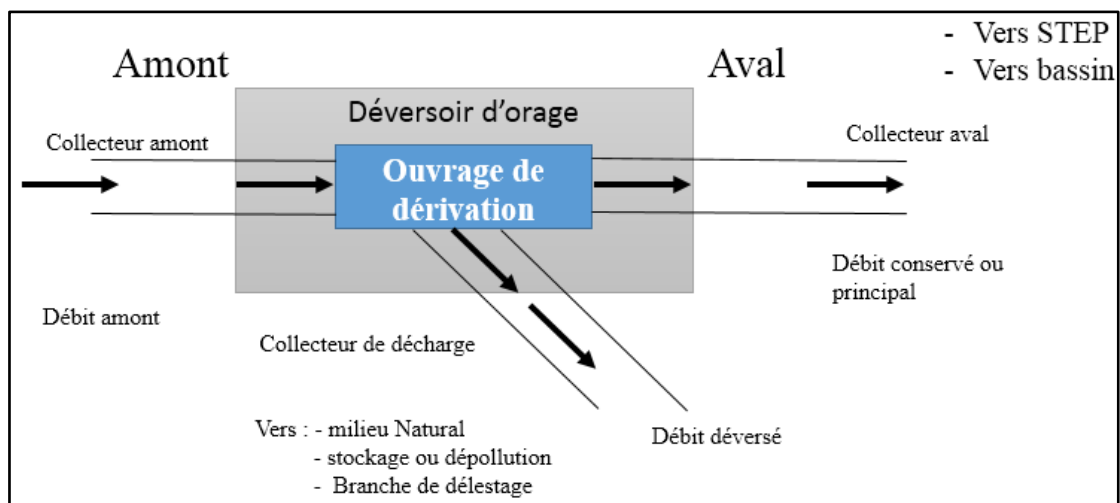 Amont
Aval
- Vers STEP
- Vers bassin
Déversoir d'orage
Collecteur amont
Collecteur aval
Ouvrage de
dérivation
Débit amont
Débit conservé ou
principal
Collecteur de décharge
Vers : - milieu Natural
- stockage ou dépollution
- Branche de délestage
Débit déversé